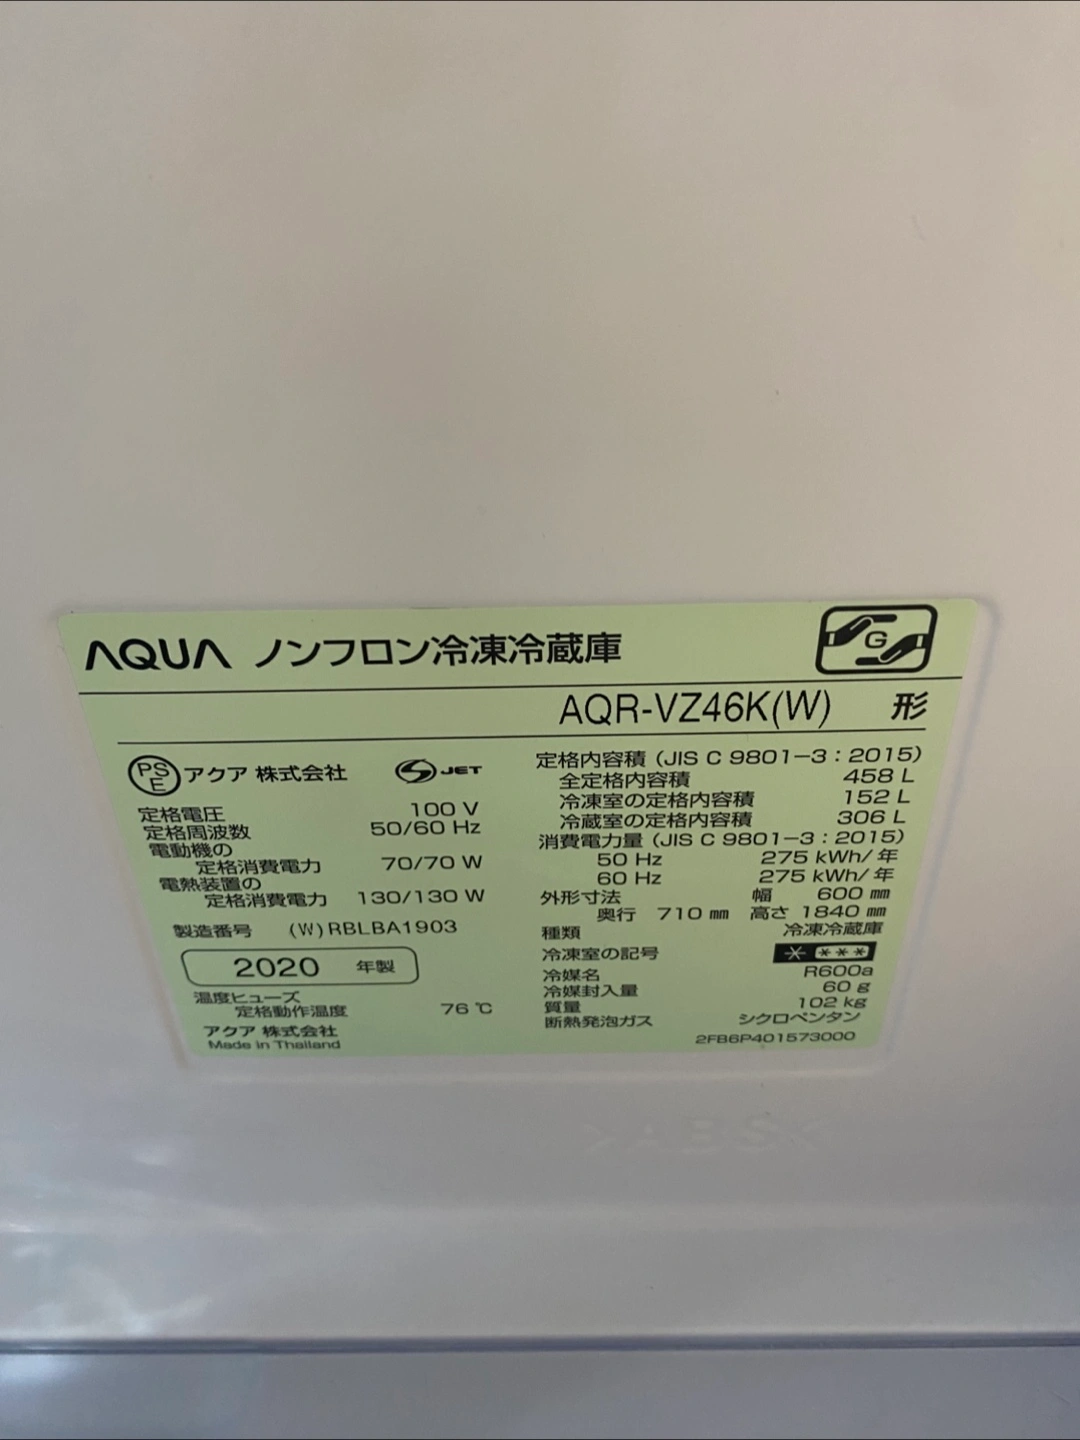 AQUA ノンフロン冷凍冷蔵庫
G
AQR-VZ46K(W) 形
PSE アクア 株式会社 JET
定格電圧 100 V
定格周波数 50/60 Hz
電動機の
定格消費電力 70/70 W
電熱装置の
定格消費電力 130/130 W
製造番号 (W)RBLBA1903
2020 年製
温度ヒューズ
定格動作温度 76 ℃
アクア 株式会社
Made in Thailand
定格内容積 (JIS C 9801-3:2015)
全定格内容積 458 L
冷凍室の定格内容積 152 L
冷蔵室の定格内容積 306 L
消費電力量 (JIS C 9801-3:2015)
50 Hz 275 kWh/年
60 Hz 275 kWh/年
外形寸法 幅 600 ㎜
奥行 710 ㎜ 高さ 1840 ㎜
種類 冷凍冷蔵庫
冷凍室の記号 * ***
冷媒名 R600a
冷媒封入量 60 g
質量 102 kg
断熱発泡ガス シクロペンタン
2FB6P401573000
>ABS<